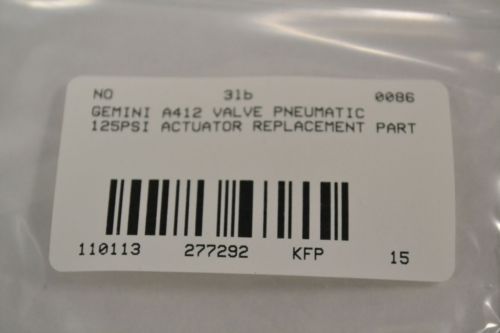 NO 3lb 0086
GEMINI A412 VALVE PNEUMATIC
125PSI ACTUATOR REPLACEMENT PART
110113 277292 KFP 15